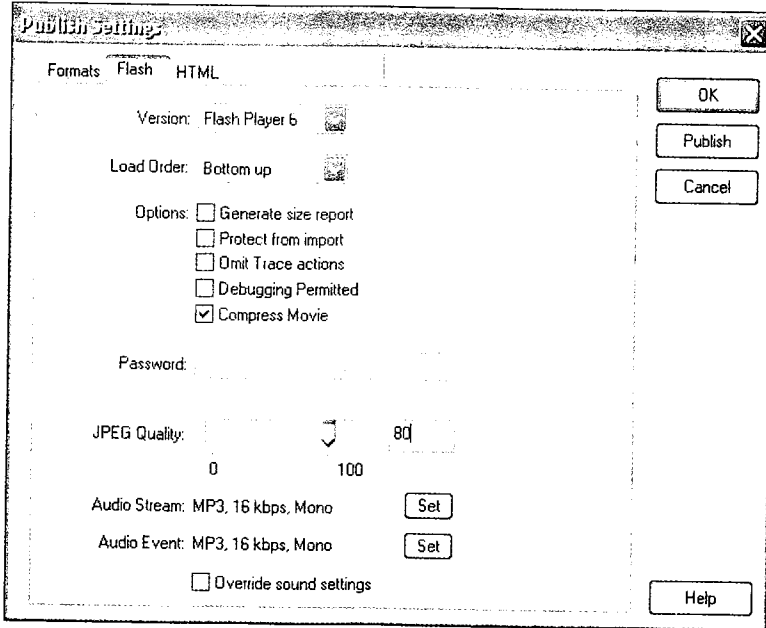 Publish Settings
Formats Flash HTML
OK
Version: Flash Player 6
Publish
Load Order: Bottom up
Cancel
Options: Generate size report
Protect from import
Omit Trace actions
Debugging Permitted
Compress Movie
Password:
JPEG Quality: 80
0 100
Audio Stream: MP3, 16 kbps, Mono Set
Audio Event: MP3, 16 kbps, Mono Set
Override sound settings
Help